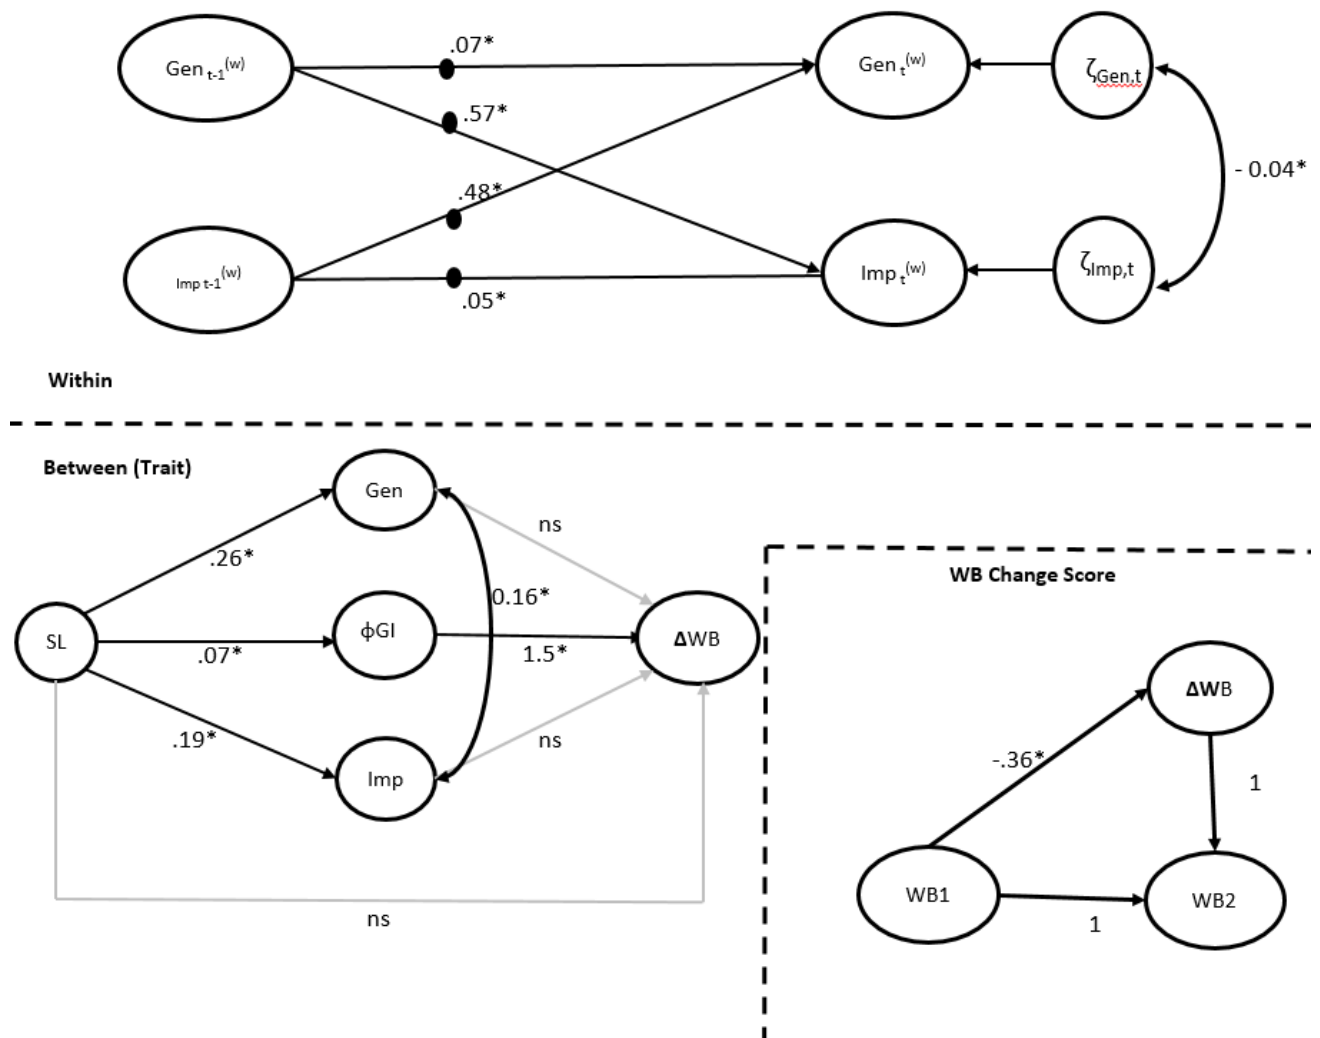 .07*
Gen t-1(w)
Gen t(w)
ζGen,t
.57*
- 0.04*
.48*
Imp t-1(w)
Imp t(w)
ζImp,t
.05*
Within
Between (Trait)
Gen
ns
.26*
0.16*
WB Change Score
SL
ϕGI
ΔWB
.07*
1.5*
.19*
Imp
ns
ΔWB
-.36*
1
WB1
WB2
1
ns